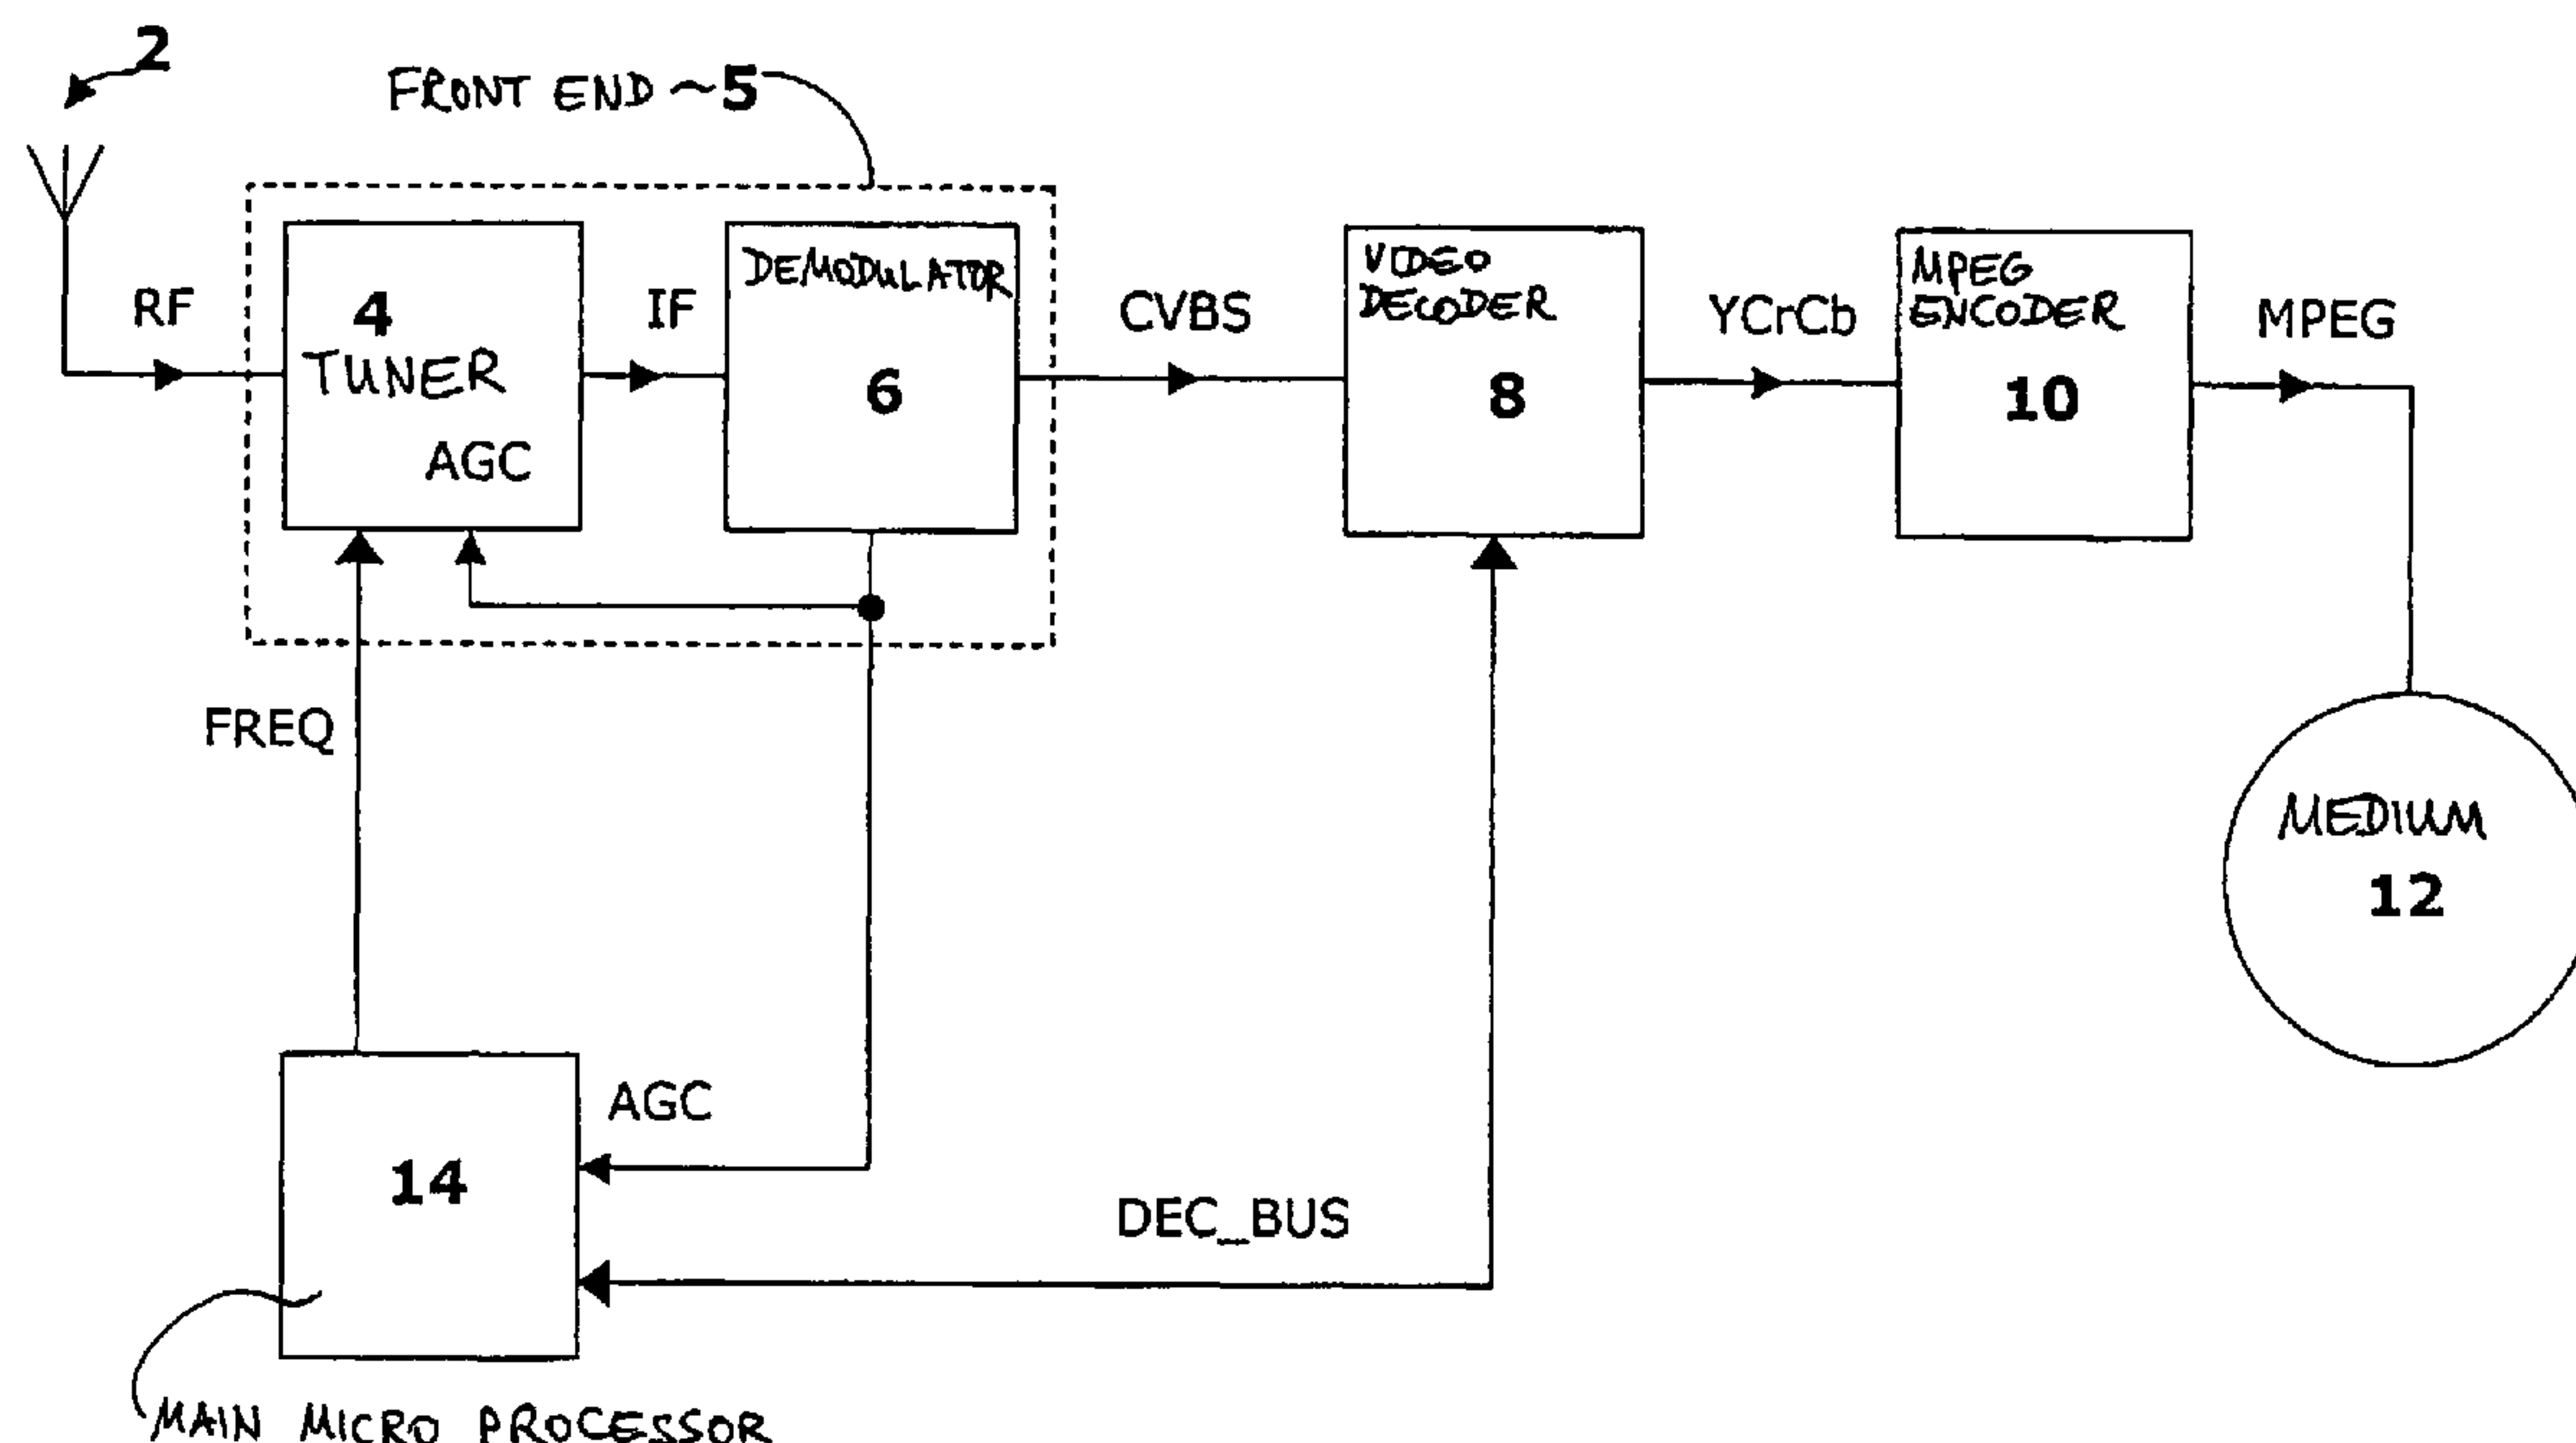 2
FRONT END ~5
RF
4
TUNER
AGC
IF
DEMODULATOR
6
CVBS
VIDEO
DECODER
8
YCrCb
MPEG
ENCODER
10
MPEG
MEDIUM
12
FREQ
14
AGC
DEC_BUS
MAIN MICRO PROCESSOR